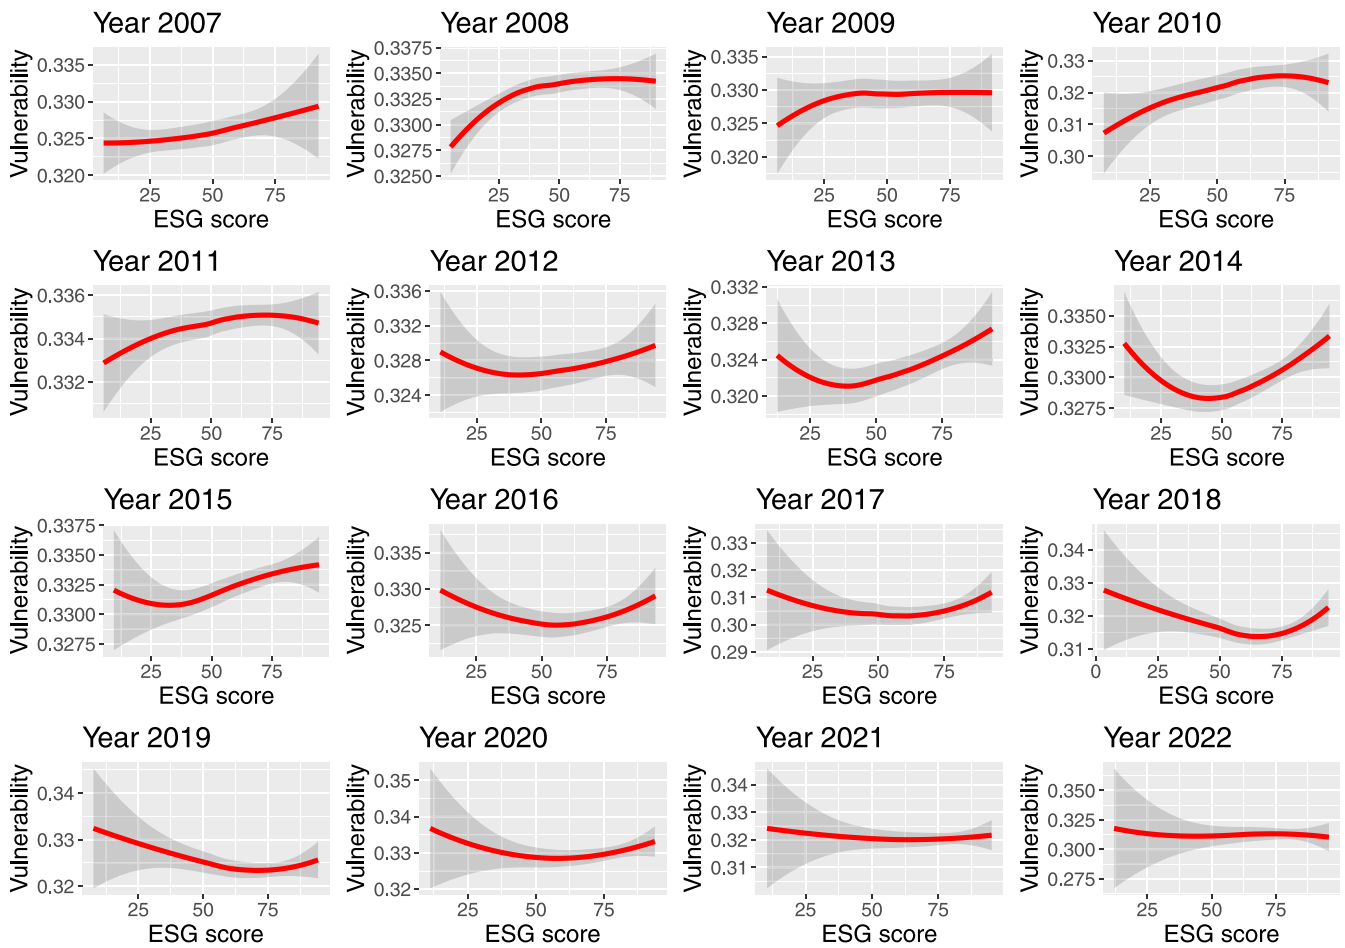 Year 2007
Vulnerability
0.335
0.330
0.325
0.320
25 50 75
ESG score
Year 2008
Vulnerability
0.3375
0.3350
0.3325
0.3300
0.3275
0.3250
25 50 75
ESG score
Year 2009
Vulnerability
0.335
0.330
0.325
0.320
25 50 75
ESG score
Year 2010
Vulnerability
0.33
0.32
0.31
0.30
25 50 75
ESG score
Year 2011
Vulnerability
0.336
0.334
0.332
25 50 75
ESG score
Year 2012
Vulnerability
0.336
0.332
0.328
0.324
25 50 75
ESG score
Year 2013
Vulnerability
0.332
0.328
0.324
0.320
25 50 75
ESG score
Year 2014
Vulnerability
0.3350
0.3325
0.3300
0.3275
25 50 75
ESG score
Year 2015
Vulnerability
0.3375
0.3350
0.3325
0.3300
0.3275
25 50 75
ESG score
Year 2016
Vulnerability
0.335
0.330
0.325
25 50 75
ESG score
Year 2017
Vulnerability
0.33
0.32
0.31
0.30
0.29
25 50 75
ESG score
Year 2018
Vulnerability
0.34
0.33
0.32
0.31
0 25 50 75
ESG score
Year 2019
Vulnerability
0.34
0.33
0.32
25 50 75
ESG score
Year 2020
Vulnerability
0.35
0.34
0.33
0.32
25 50 75
ESG score
Year 2021
Vulnerability
0.34
0.33
0.32
0.31
25 50 75
ESG score
Year 2022
Vulnerability
0.350
0.325
0.300
0.275
25 50 75
ESG score